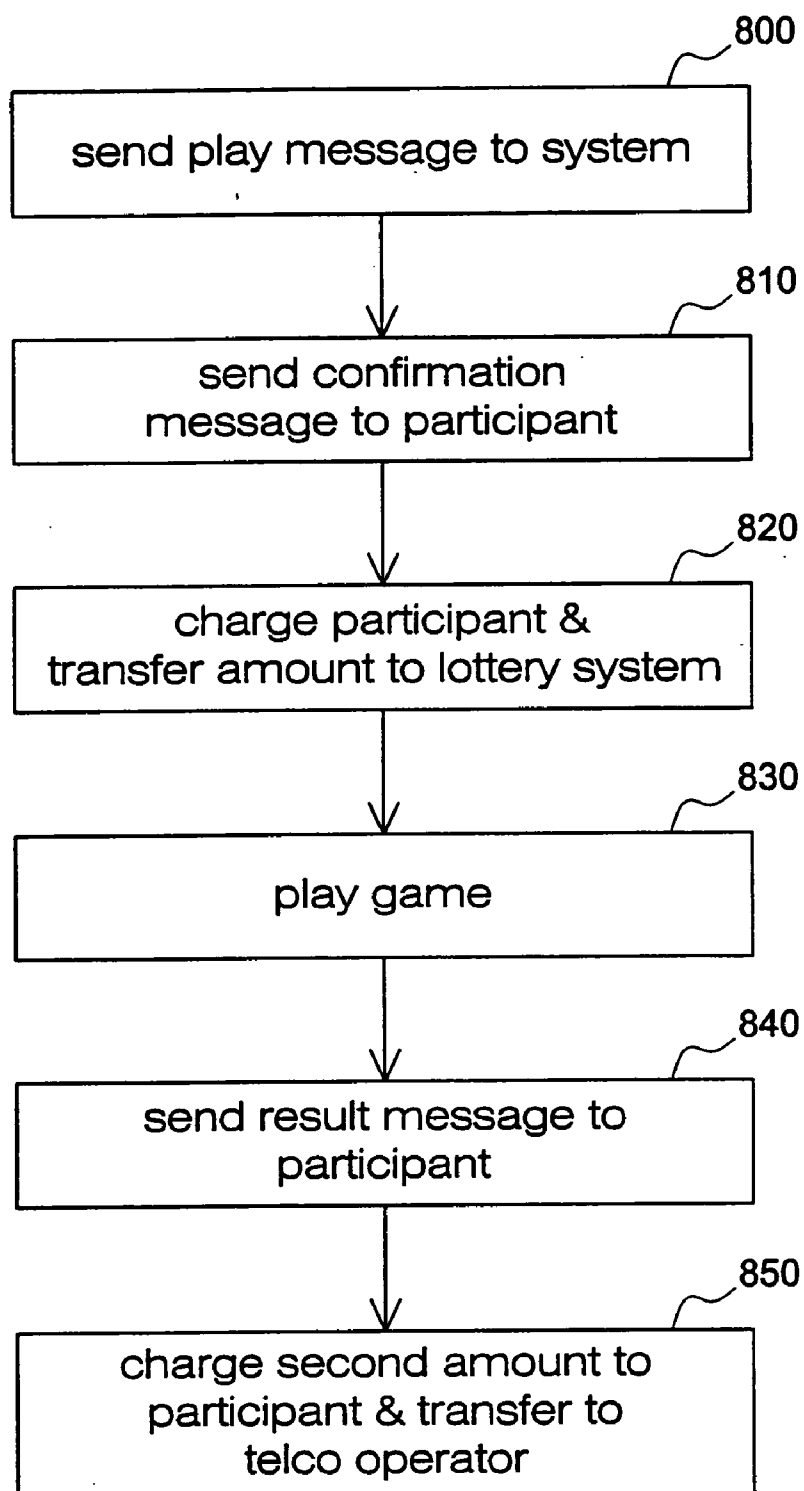 800
send play message to system
810
send confirmation
message to participant
820
charge participant &
transfer amount to lottery system
830
play game
840
send result message to
participant
850
charge second amount to
participant & transfer to
telco operator